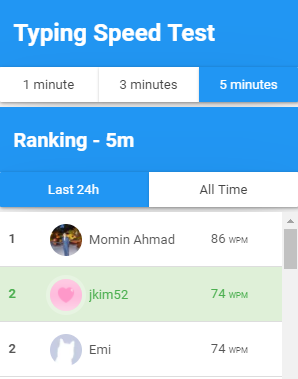 Typing Speed Test
1 minute 3 minutes 5 minutes
Ranking - 5m
Last 24h All Time
1 Momin Ahmad 86 WPM
2 jkim52 74 WPM
2 Emi 74 WPM